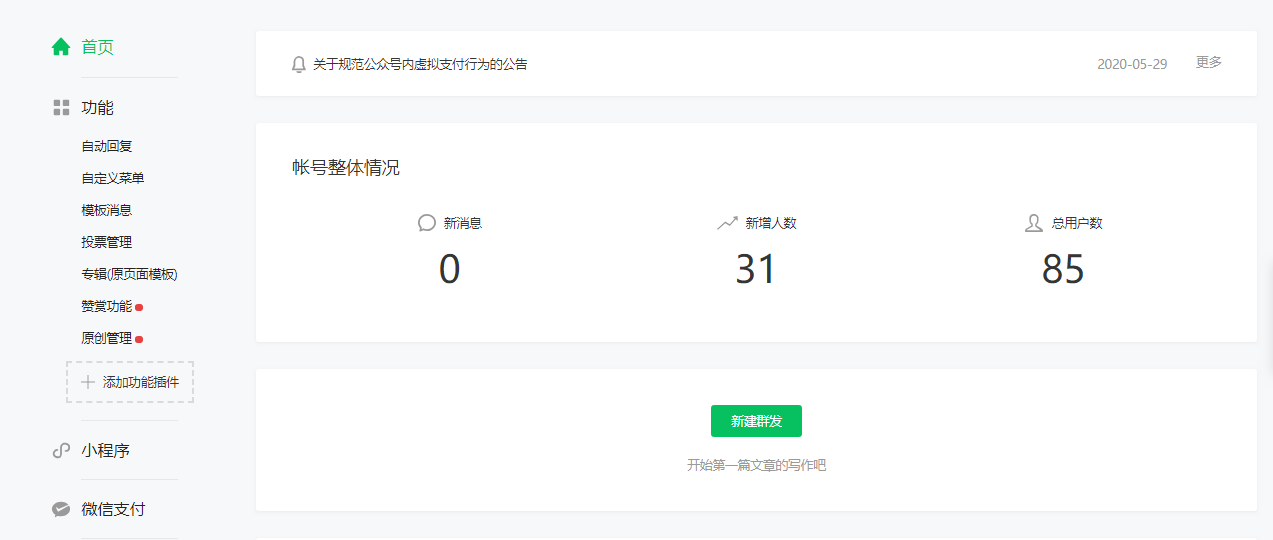 首页
功能
自动回复
自定义菜单
模板消息
投票管理
专辑(原页面模板)
赞赏功能
原创管理
添加功能插件
小程序
微信支付
关于规范公众号内虚拟支付行为的公告 2020-05-29 更多
帐号整体情况
新消息 新增人数 总用户数
0 31 85
新建群发
开始第一篇文章的写作吧